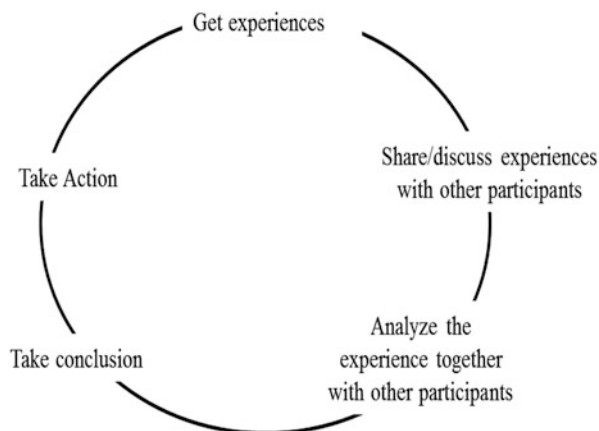 Get experiences
Share/discuss experiences
with other participants
Analyze the
experience together
with other participants
Take conclusion
Take Action